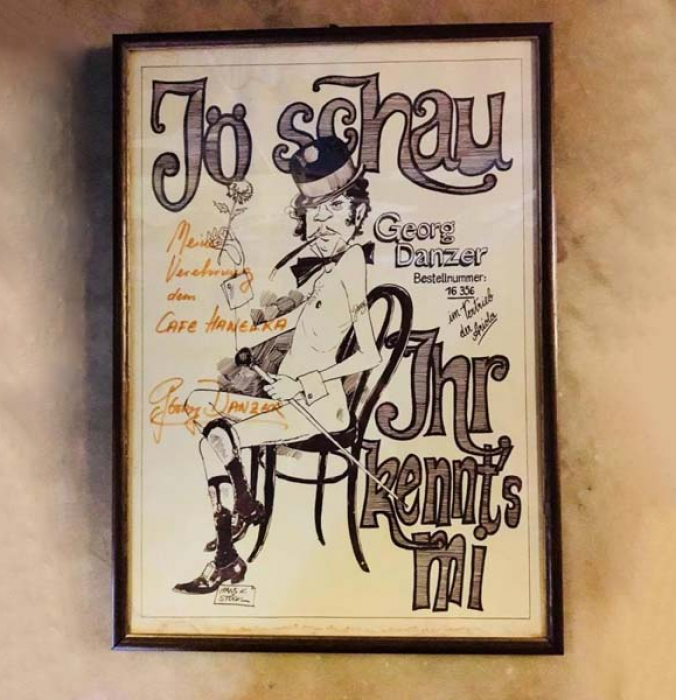 Jö schau
Georg
Danzer
Bestellnummer:
16 336
im Vertrieb
der Ariola
Meine
Verehrung
dem
CAFE HAWELKA
Georg DANZER
Ihr
kennt's
mi